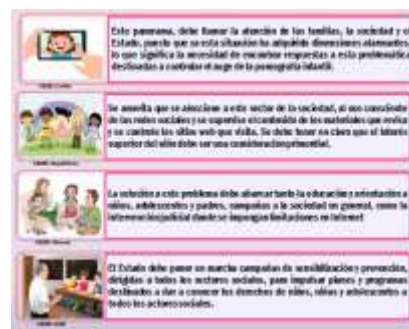 Este panorama, debe llamar la atención de las familias, la sociedad y el
Estado, puesto que ya esta situación ha adquirido dimensiones alarmantes
lo que significa la necesidad de encontrar respuestas a esta problemática
destinadas a controlar el auge de la pornografía infantil.
Se amerita que se aleccione a este sector de la sociedad, al uso consciente
de las redes sociales y se supervise el contenido de los materiales que envían
y se controle los sitios web que visita. Se debe tener en claro que el interés
superior del niño debe ser una consideración primordial.
La solución a este problema debe abarcar tanto la educación y orientación a
niños, adolescentes y padres, campañas a la sociedad en general, como la
intervención judicial donde se impongan limitaciones en Internet
El Estado debe poner en marcha campañas de sensibilización y prevención,
dirigidas a todos los sectores sociales, para impulsar planes y programas
destinados a dar a conocer los derechos de niños, niñas y adolescentes a
todos los actores sociales.